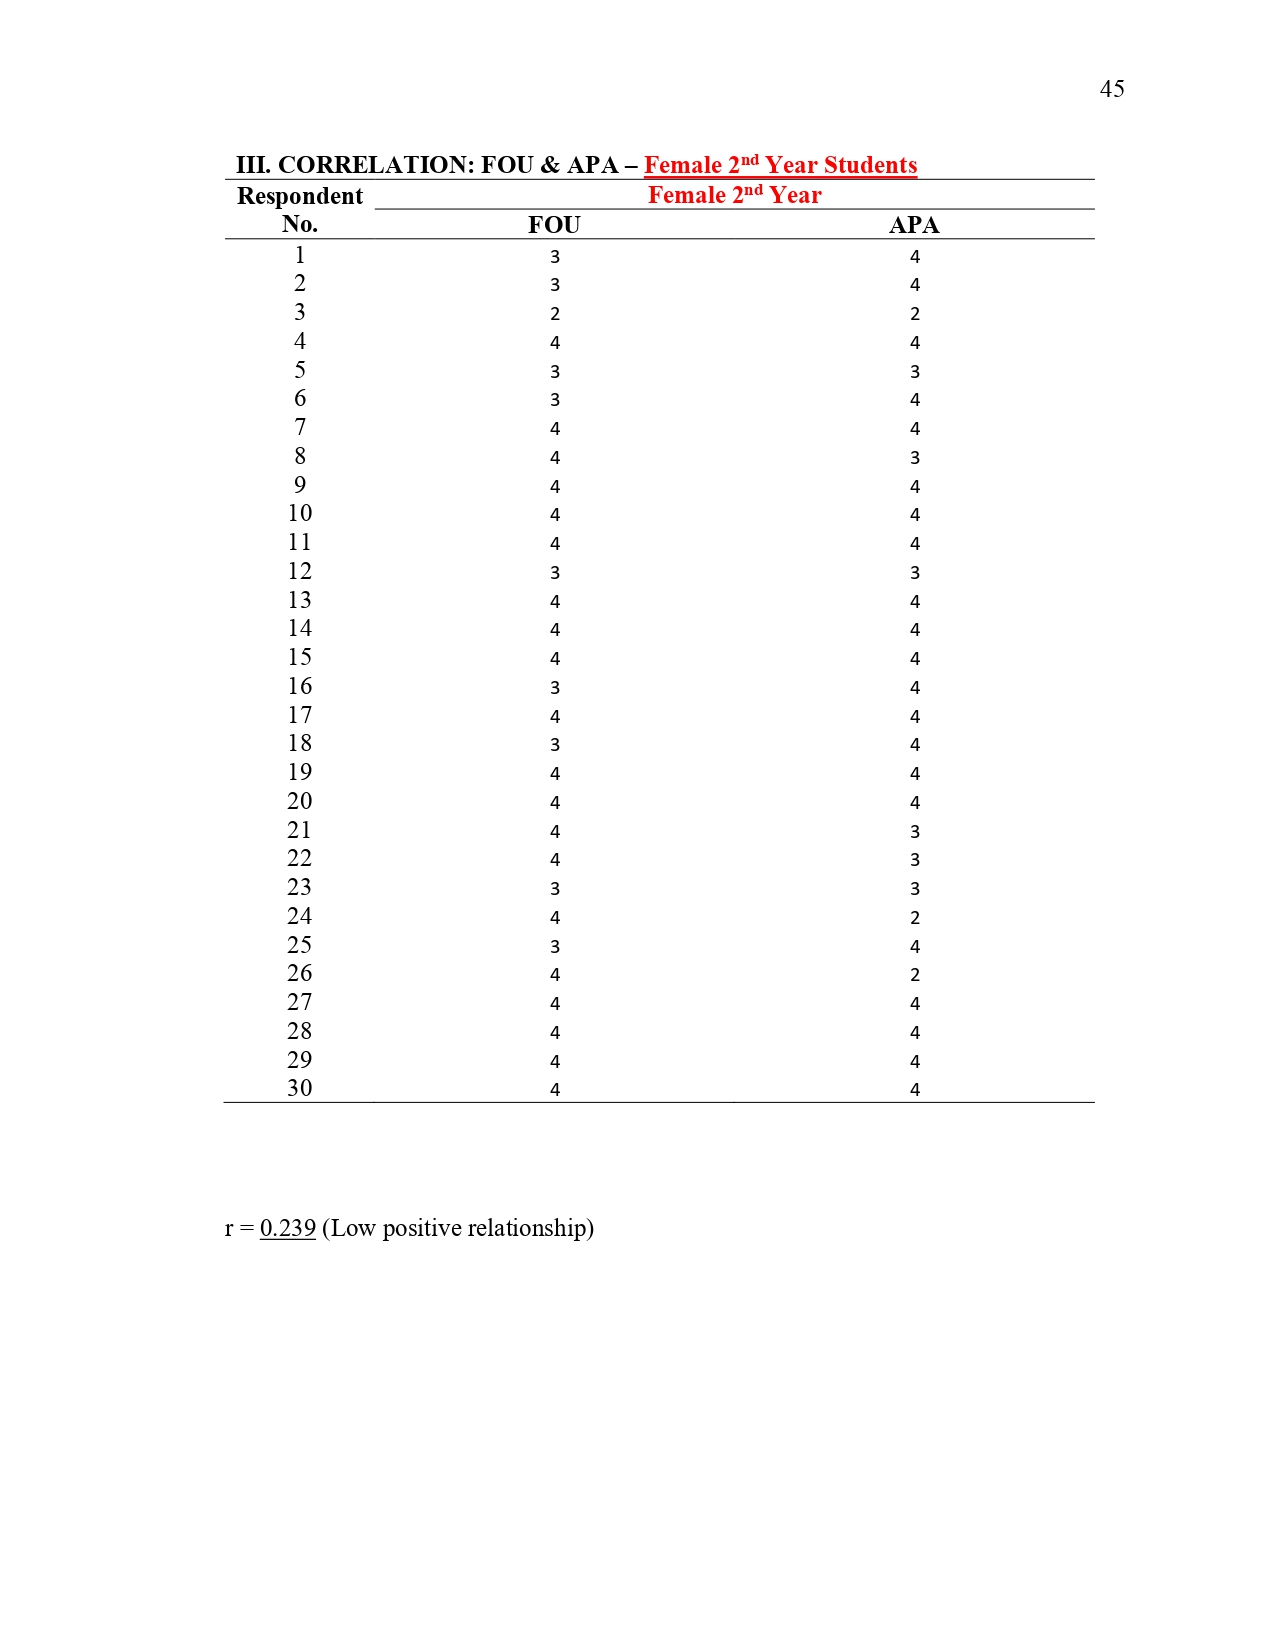 45
III. CORRELATION: FOU & APA – Female 2nd Year Students
Respondent No. Female 2nd Year
FOU APA
1 3 4
2 3 4
3 2 2
4 4 4
5 3 3
6 3 4
7 4 4
8 4 3
9 4 4
10 4 4
11 4 4
12 3 3
13 4 4
14 4 4
15 4 4
16 3 4
17 4 4
18 3 4
19 4 4
20 4 4
21 4 3
22 4 3
23 3 3
24 4 2
25 3 4
26 4 2
27 4 4
28 4 4
29 4 4
30 4 4
r = 0.239 (Low positive relationship)